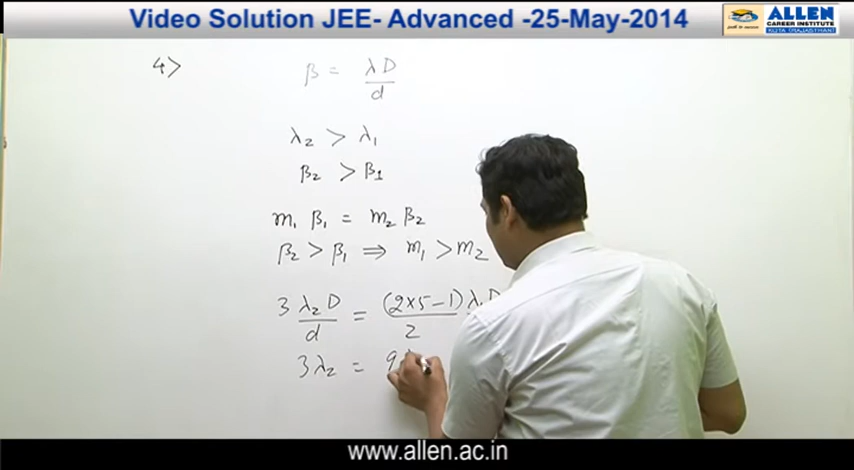 Video Solution JEE- Advanced -25-May-2014
ALLEN
CAREER INSTITUTE
KOTA (RAJASTHAN)
4>
β = λD/d
λ₂ > λ₁
β₂ > β₁
m₁ β₁ = m₂ β₂
β₂ > β₁ ⇒ m₁ > m₂
3 λ₂D/d = (2×5-1)/2 λ₁D
3λ₂ = 9
www.allen.ac.in